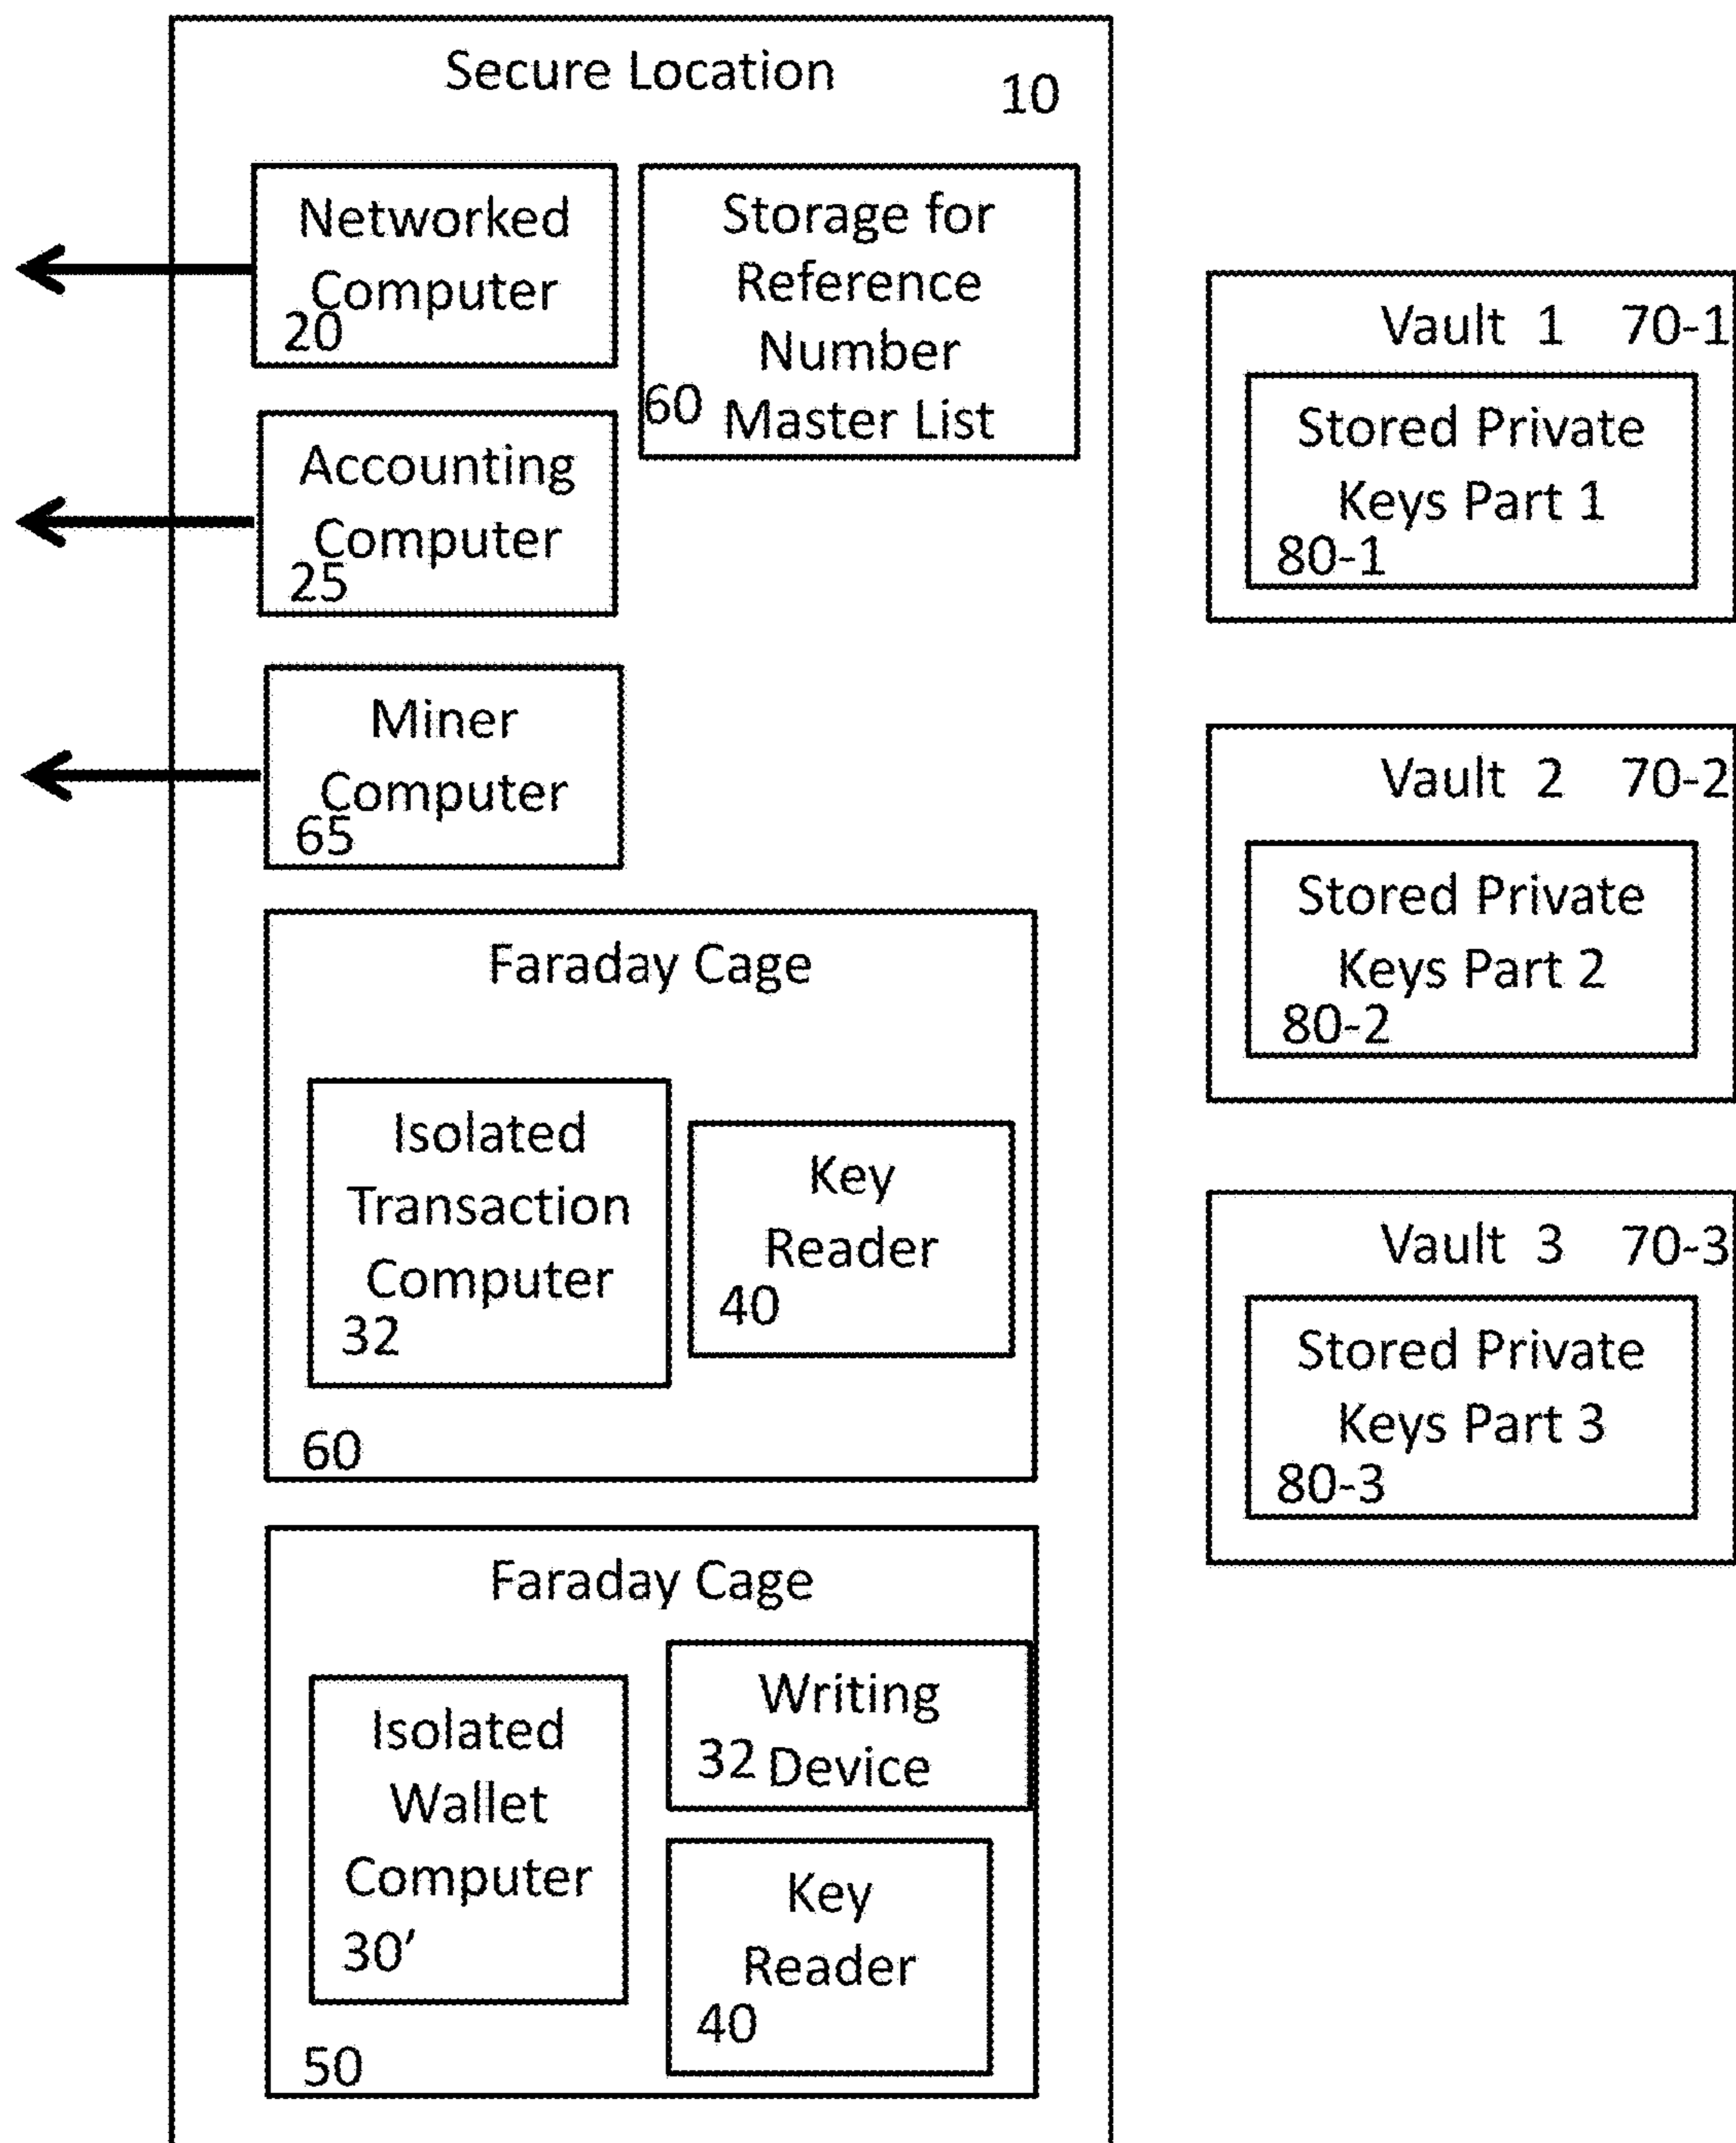 Secure Location
10
Networked
Computer
20
Storage for
Reference
Number
Master List
60
Accounting
Computer
25
Miner
Computer
65
Faraday Cage
Isolated
Transaction
Computer
32
Key
Reader
40
60
Faraday Cage
Isolated
Wallet
Computer
30'
Writing
32 Device
Key
Reader
40
50
Vault 1 70-1
Stored Private
Keys Part 1
80-1
Vault 2 70-2
Stored Private
Keys Part 2
80-2
Vault 3 70-3
Stored Private
Keys Part 3
80-3